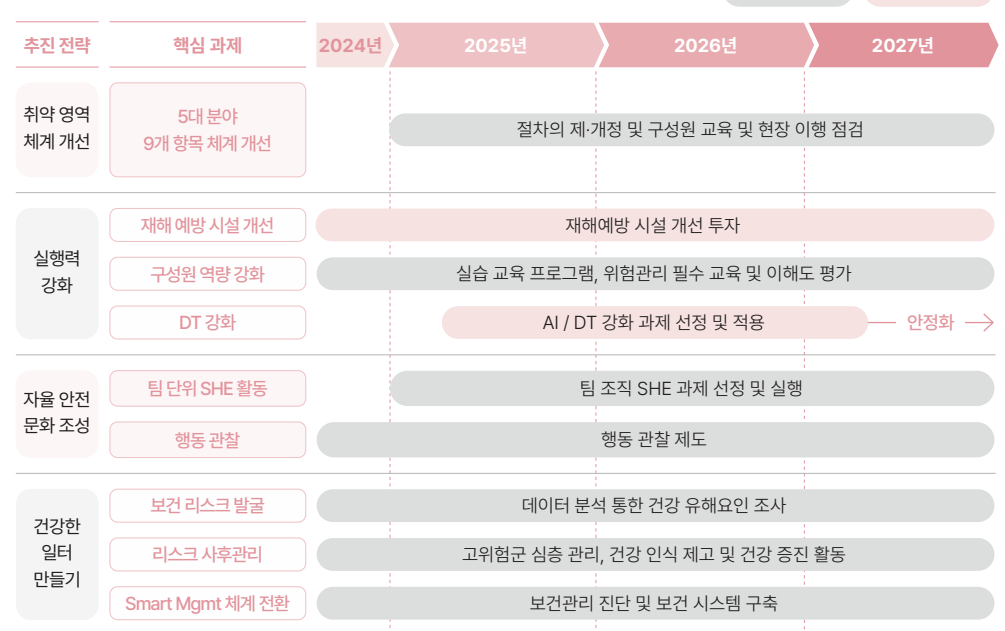 추진 전략 핵심 과제 2024년 2025년 2026년 2027년
취약 영역
체계 개선
5대 분야
9개 항목 체계 개선
절차의 제·개정 및 구성원 교육 및 현장 이행 점검
실행력
강화
재해 예방 시설 개선
재해예방 시설 개선 투자
구성원 역량 강화
실습 교육 프로그램, 위험관리 필수 교육 및 이해도 평가
DT 강화
AI / DT 강화 과제 선정 및 적용
안정화
자율 안전
문화 조성
팀 단위 SHE 활동
팀 조직 SHE 과제 선정 및 실행
행동 관찰
행동 관찰 제도
건강한
일터
만들기
보건 리스크 발굴
데이터 분석 통한 건강 유해요인 조사
리스크 사후관리
고위험군 심층 관리, 건강 인식 제고 및 건강 증진 활동
Smart Mgmt 체계 전환
보건관리 진단 및 보건 시스템 구축